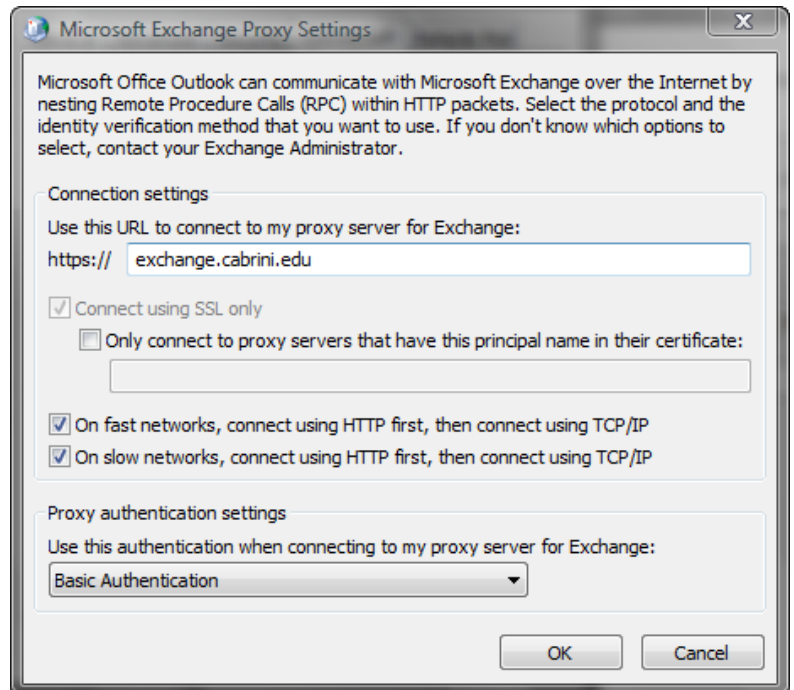 Microsoft Exchange Proxy Settings
Microsoft Office Outlook can communicate with Microsoft Exchange over the Internet by
nesting Remote Procedure Calls (RPC) within HTTP packets. Select the protocol and the
identity verification method that you want to use. If you don't know which options to
select, contact your Exchange Administrator.
Connection settings
Use this URL to connect to my proxy server for Exchange:
https:// exchange.cabrini.edu
Connect using SSL only
Only connect to proxy servers that have this principal name in their certificate:
On fast networks, connect using HTTP first, then connect using TCP/IP
On slow networks, connect using HTTP first, then connect using TCP/IP
Proxy authentication settings
Use this authentication when connecting to my proxy server for Exchange:
Basic Authentication
OK Cancel